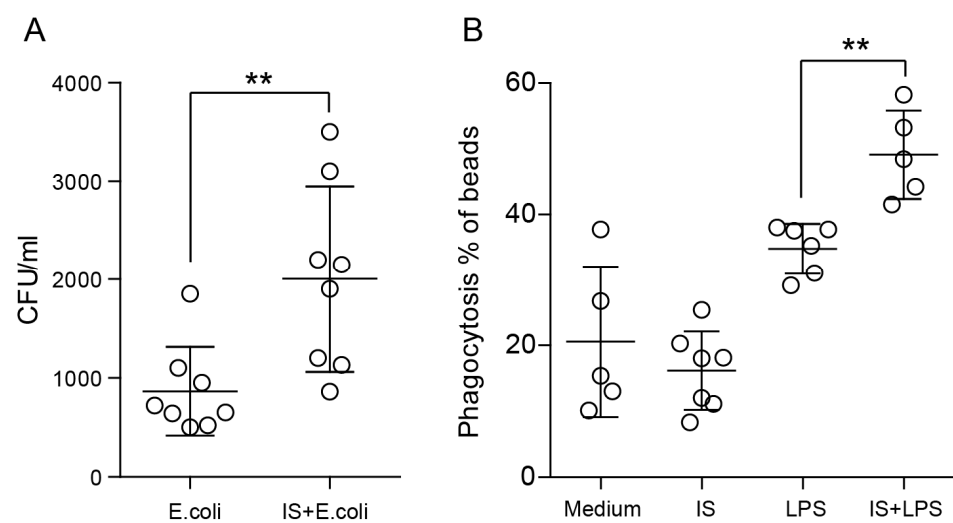 A
CFU/ml
4000
3000
2000
1000
0
**
E.coli
IS+E.coli
B
Phagocytosis % of beads
60
40
20
0
**
Medium
IS
LPS
IS+LPS